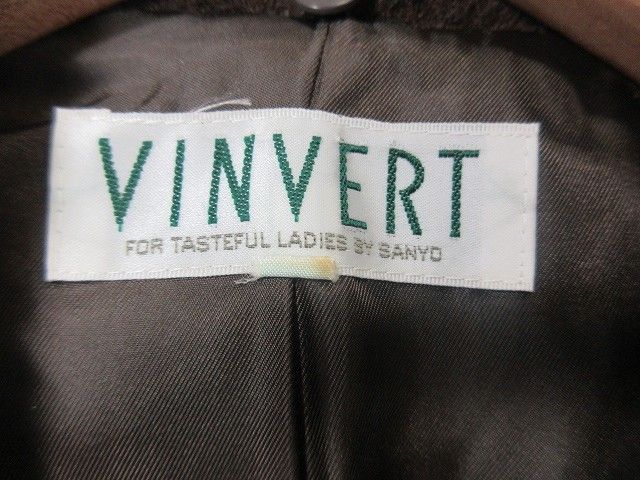 VINVERT
FOR TASTEFUL LADIES BY SANYO